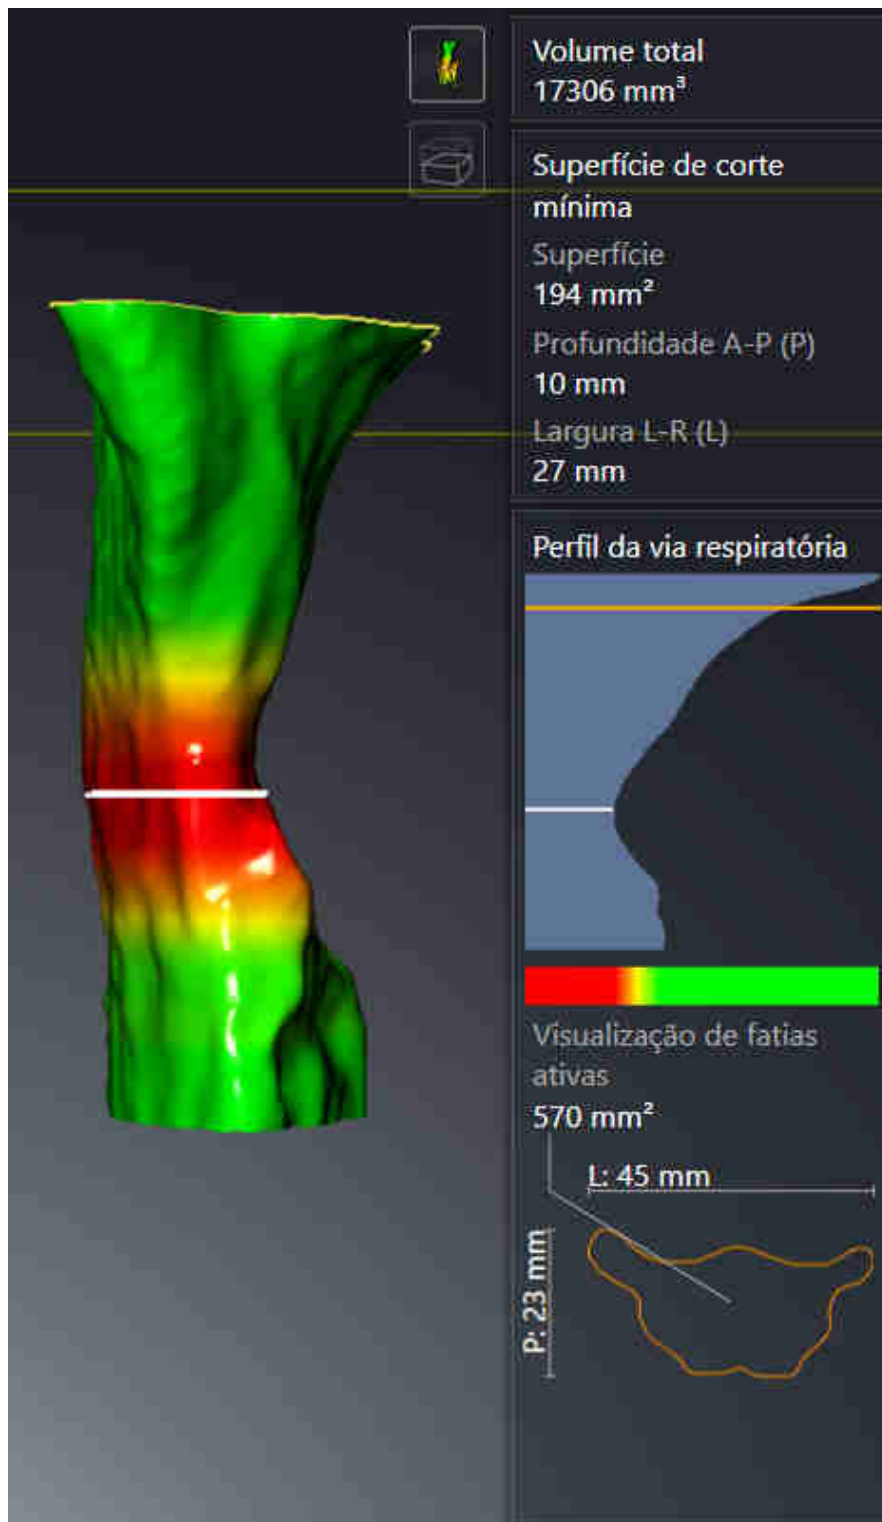 Volume total
17306 mm³
Superfície de corte
mínima
Superfície
194 mm²
Profundidade A-P (P)
10 mm
Largura L-R (L)
27 mm
Perfil da via respiratória
Visualização de fatias
ativas
570 mm²
L: 45 mm
P: 23 mm